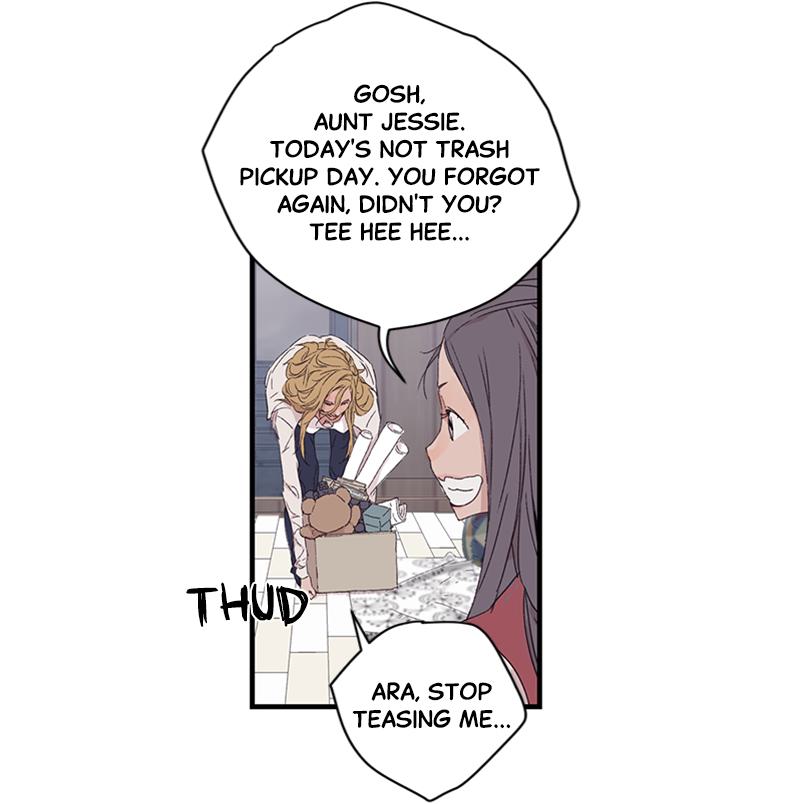 GOSH,
AUNT JESSIE.
TODAY'S NOT TRASH
PICKUP DAY. YOU FORGOT
AGAIN, DIDN'T YOU?
TEE HEE HEE...
THUD
ARA, STOP
TEASING ME...